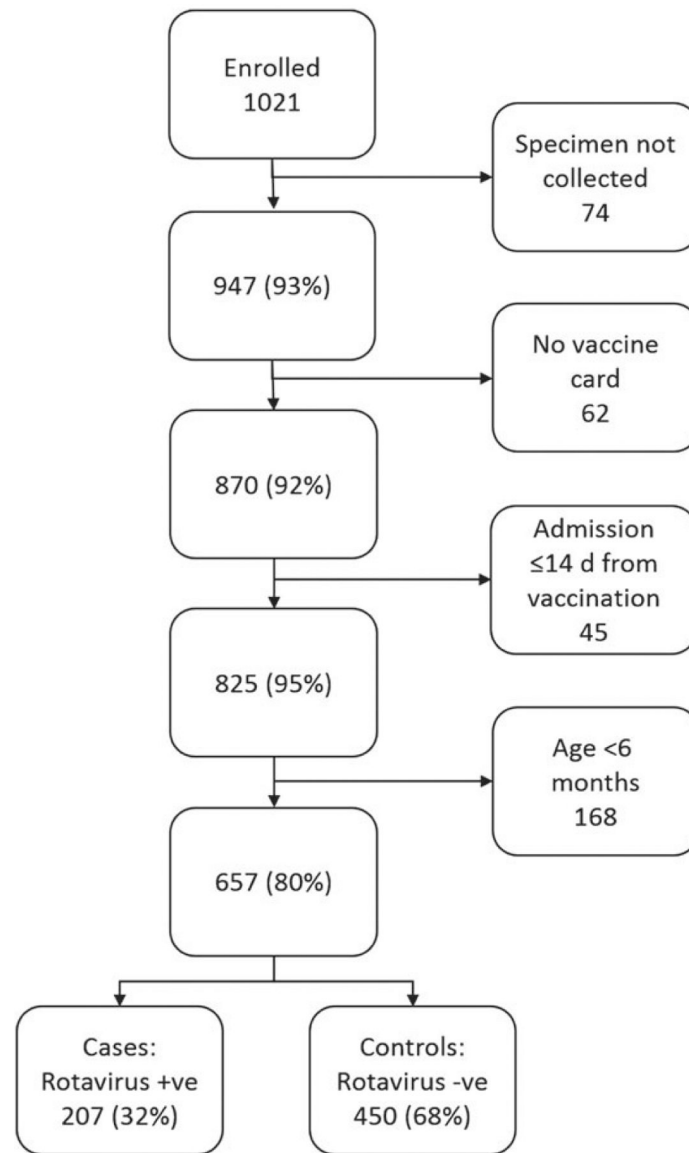 Enrolled
1021
Specimen not
collected
74
947 (93%)
No vaccine
card
62
870 (92%)
Admission
≤14 d from
vaccination
45
825 (95%)
Age <6
months
168
657 (80%)
Cases:
Rotavirus +ve
207 (32%)
Controls:
Rotavirus -ve
450 (68%)